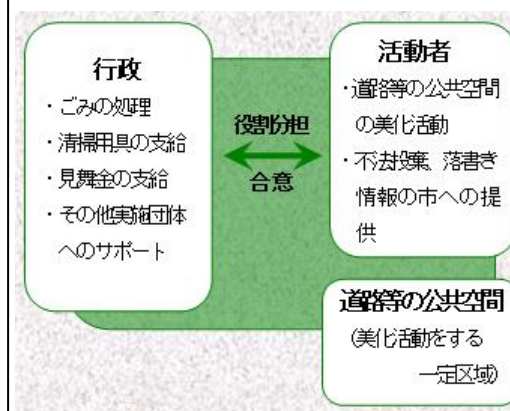 行政
・ごみの処理
・清掃用具の支給
・見舞金の支給
・その他実施団体
へのサポート
役割分担
合意
活動者
・道路等の公共空間
の美化活動
・不法投棄、落書き
情報の市への提
供
道路等の公共空間
(美化活動をする
一定区域)